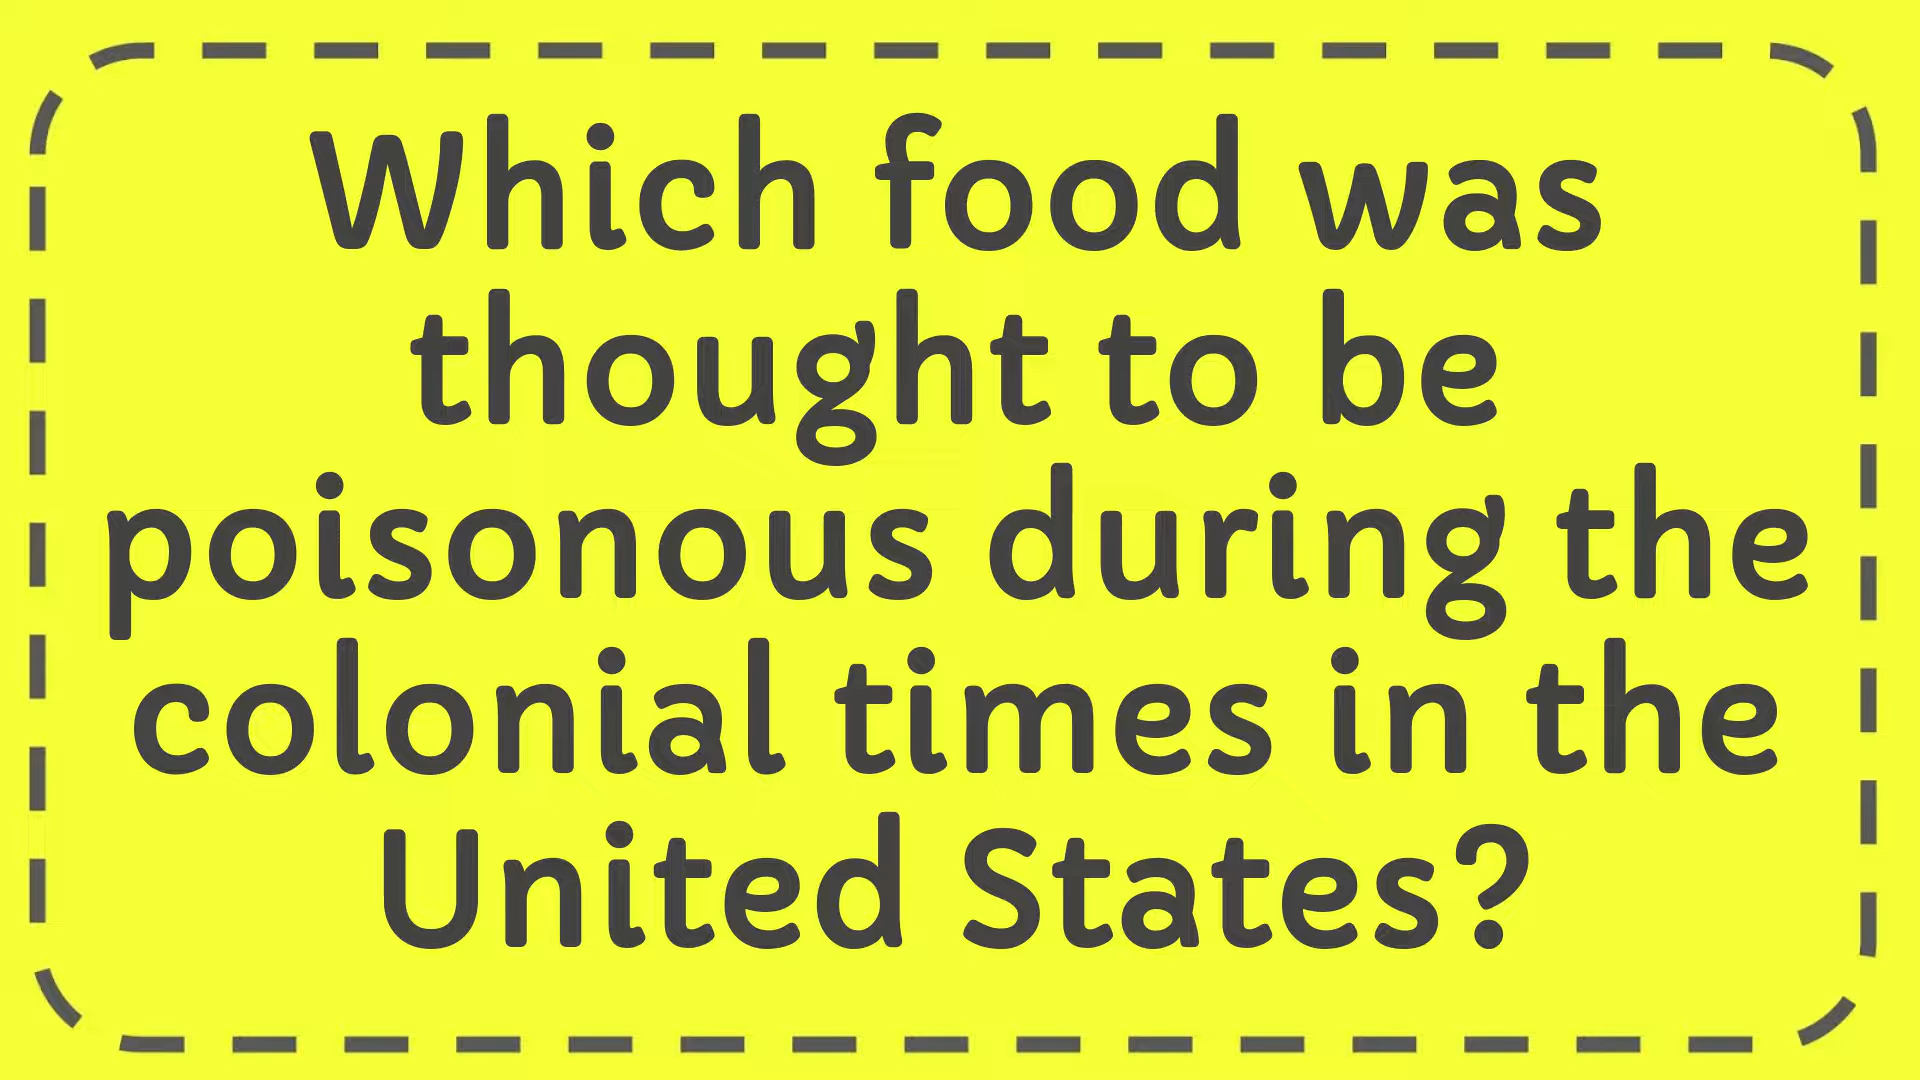 Which food was
thought to be
poisonous during the
colonial times in the
United States?